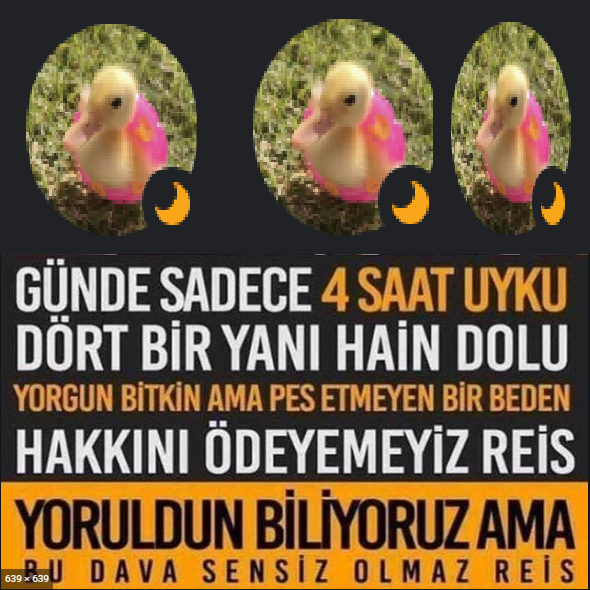 GÜNDE SADECE 4 SAAT UYKU
DÖRT BİR YANI HAİN DOLU
YORGUN BİTKİN AMA PES ETMEYEN BİR BEDEN
HAKKINI ÖDEYEMEYİZ REİS
YORULDUN BİLİYORUZ AMA
BU DAVA SENSİZ OLMAZ REİS
639 × 639